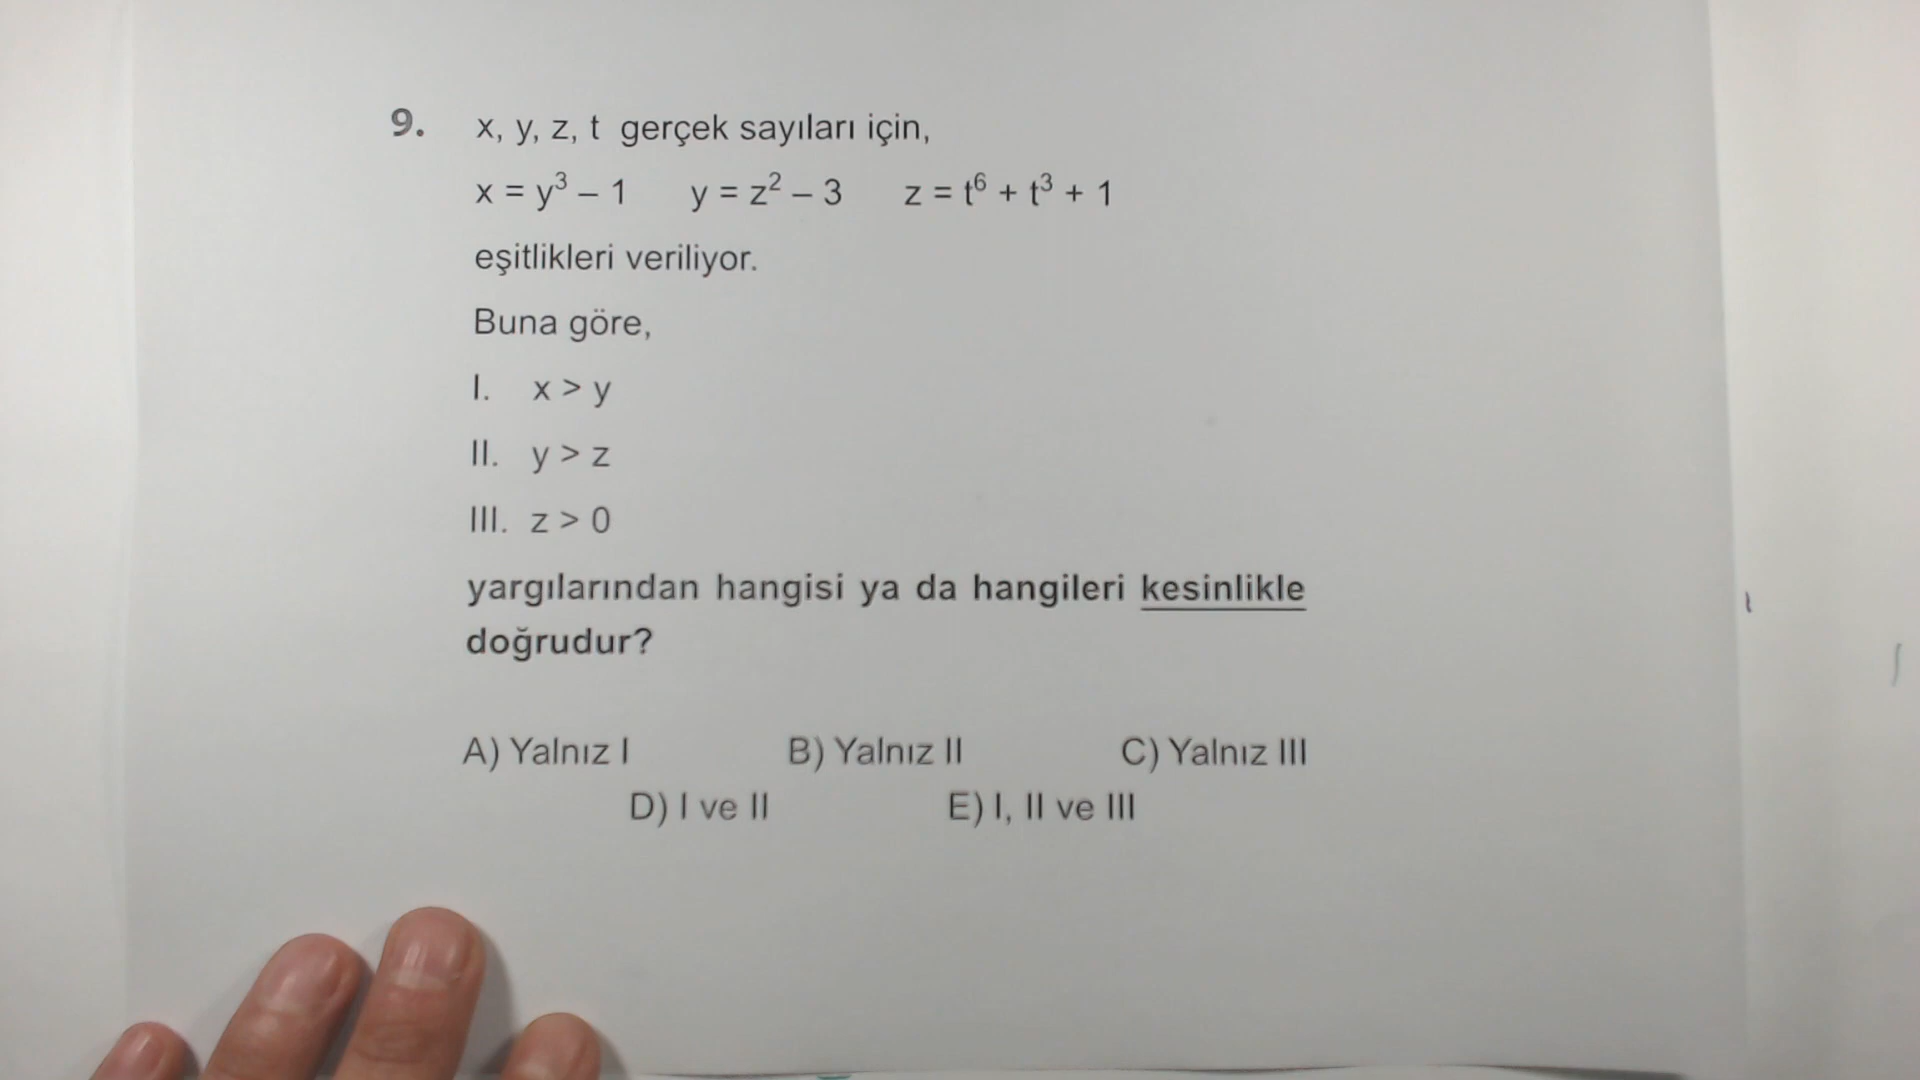 9. x, y, z, t gerçek sayıları için,
x = y³ – 1 y = z² – 3 z = t⁶ + t³ + 1
eşitlikleri veriliyor.
Buna göre,
I. x > y
II. y > z
III. z > 0
yargılarından hangisi ya da hangileri kesinlikle
doğrudur?
A) Yalnız I B) Yalnız II C) Yalnız III
D) I ve II E) I, II ve III